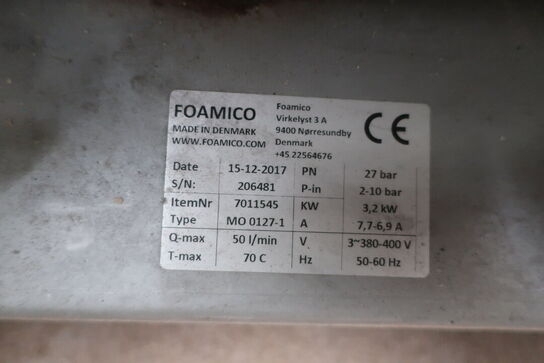 FOAMICO
MADE IN DENMARK
WWW.FOAMICO.COM
Foamico
Virkelyst 3 A
9400 Nørresundby
Denmark
+45 22564676
CE
Date 15-12-2017 PN 27 bar
S/N: 206481 P-in 2-10 bar
ItemNr 7011545 KW 3,2 kW
Type MO 0127-1 A 7,7-6,9 A
Q-max 50 l/min V 3~380-400 V
T-max 70 C Hz 50-60 Hz